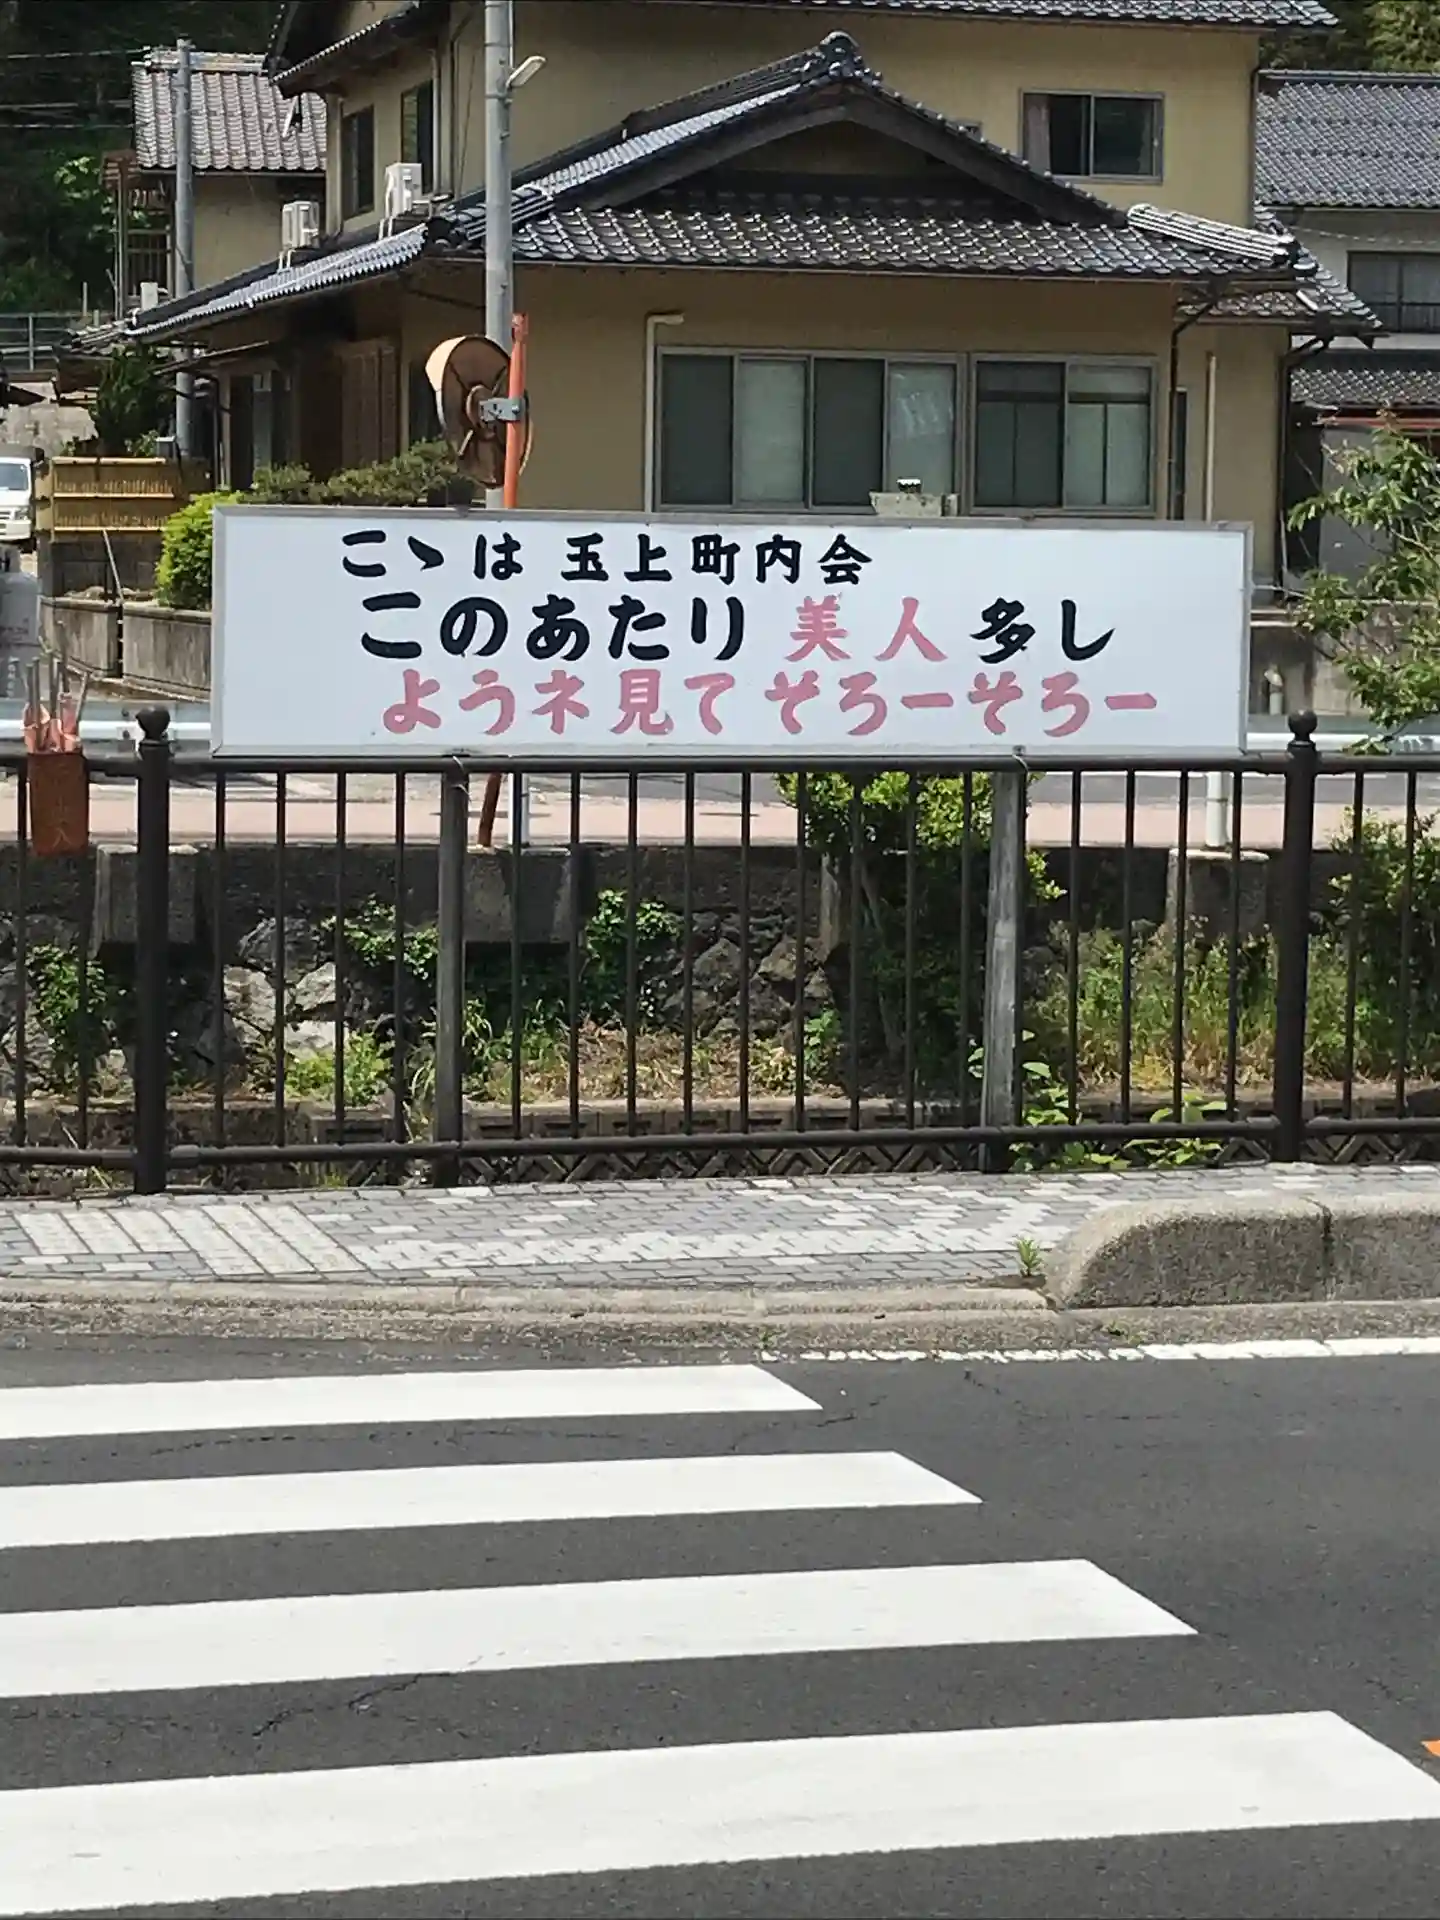 こゝは 玉上町内会
このあたり 美人 多し
ようネ見て そろーそろー